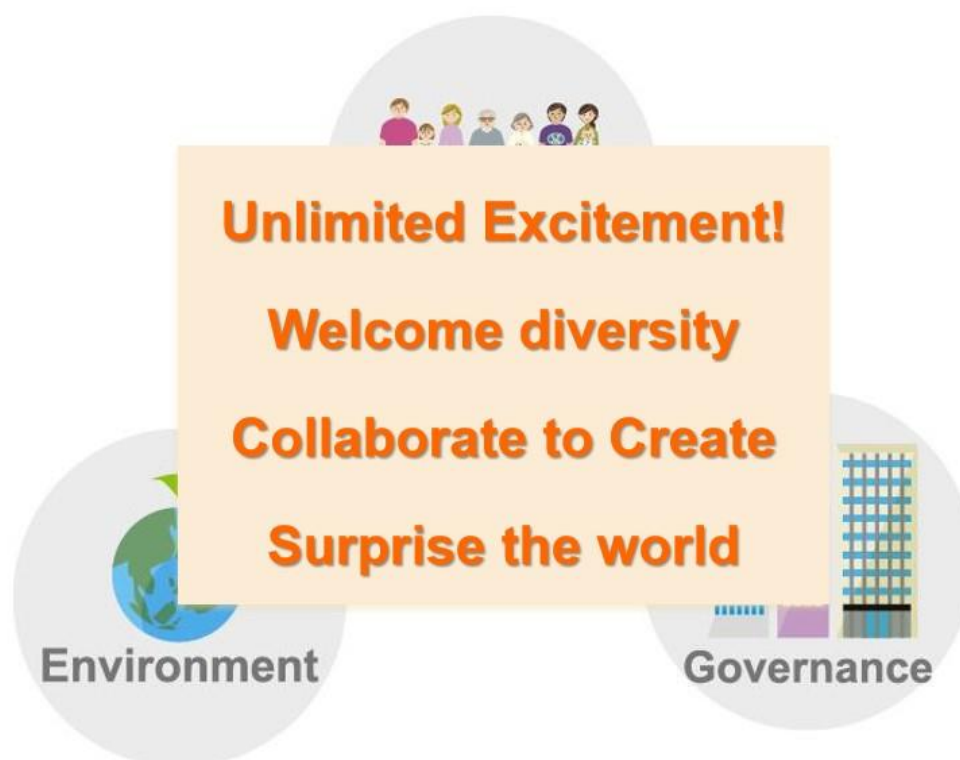 Unlimited Excitement!
Welcome diversity
Collaborate to Create
Surprise the world
Environment
Governance